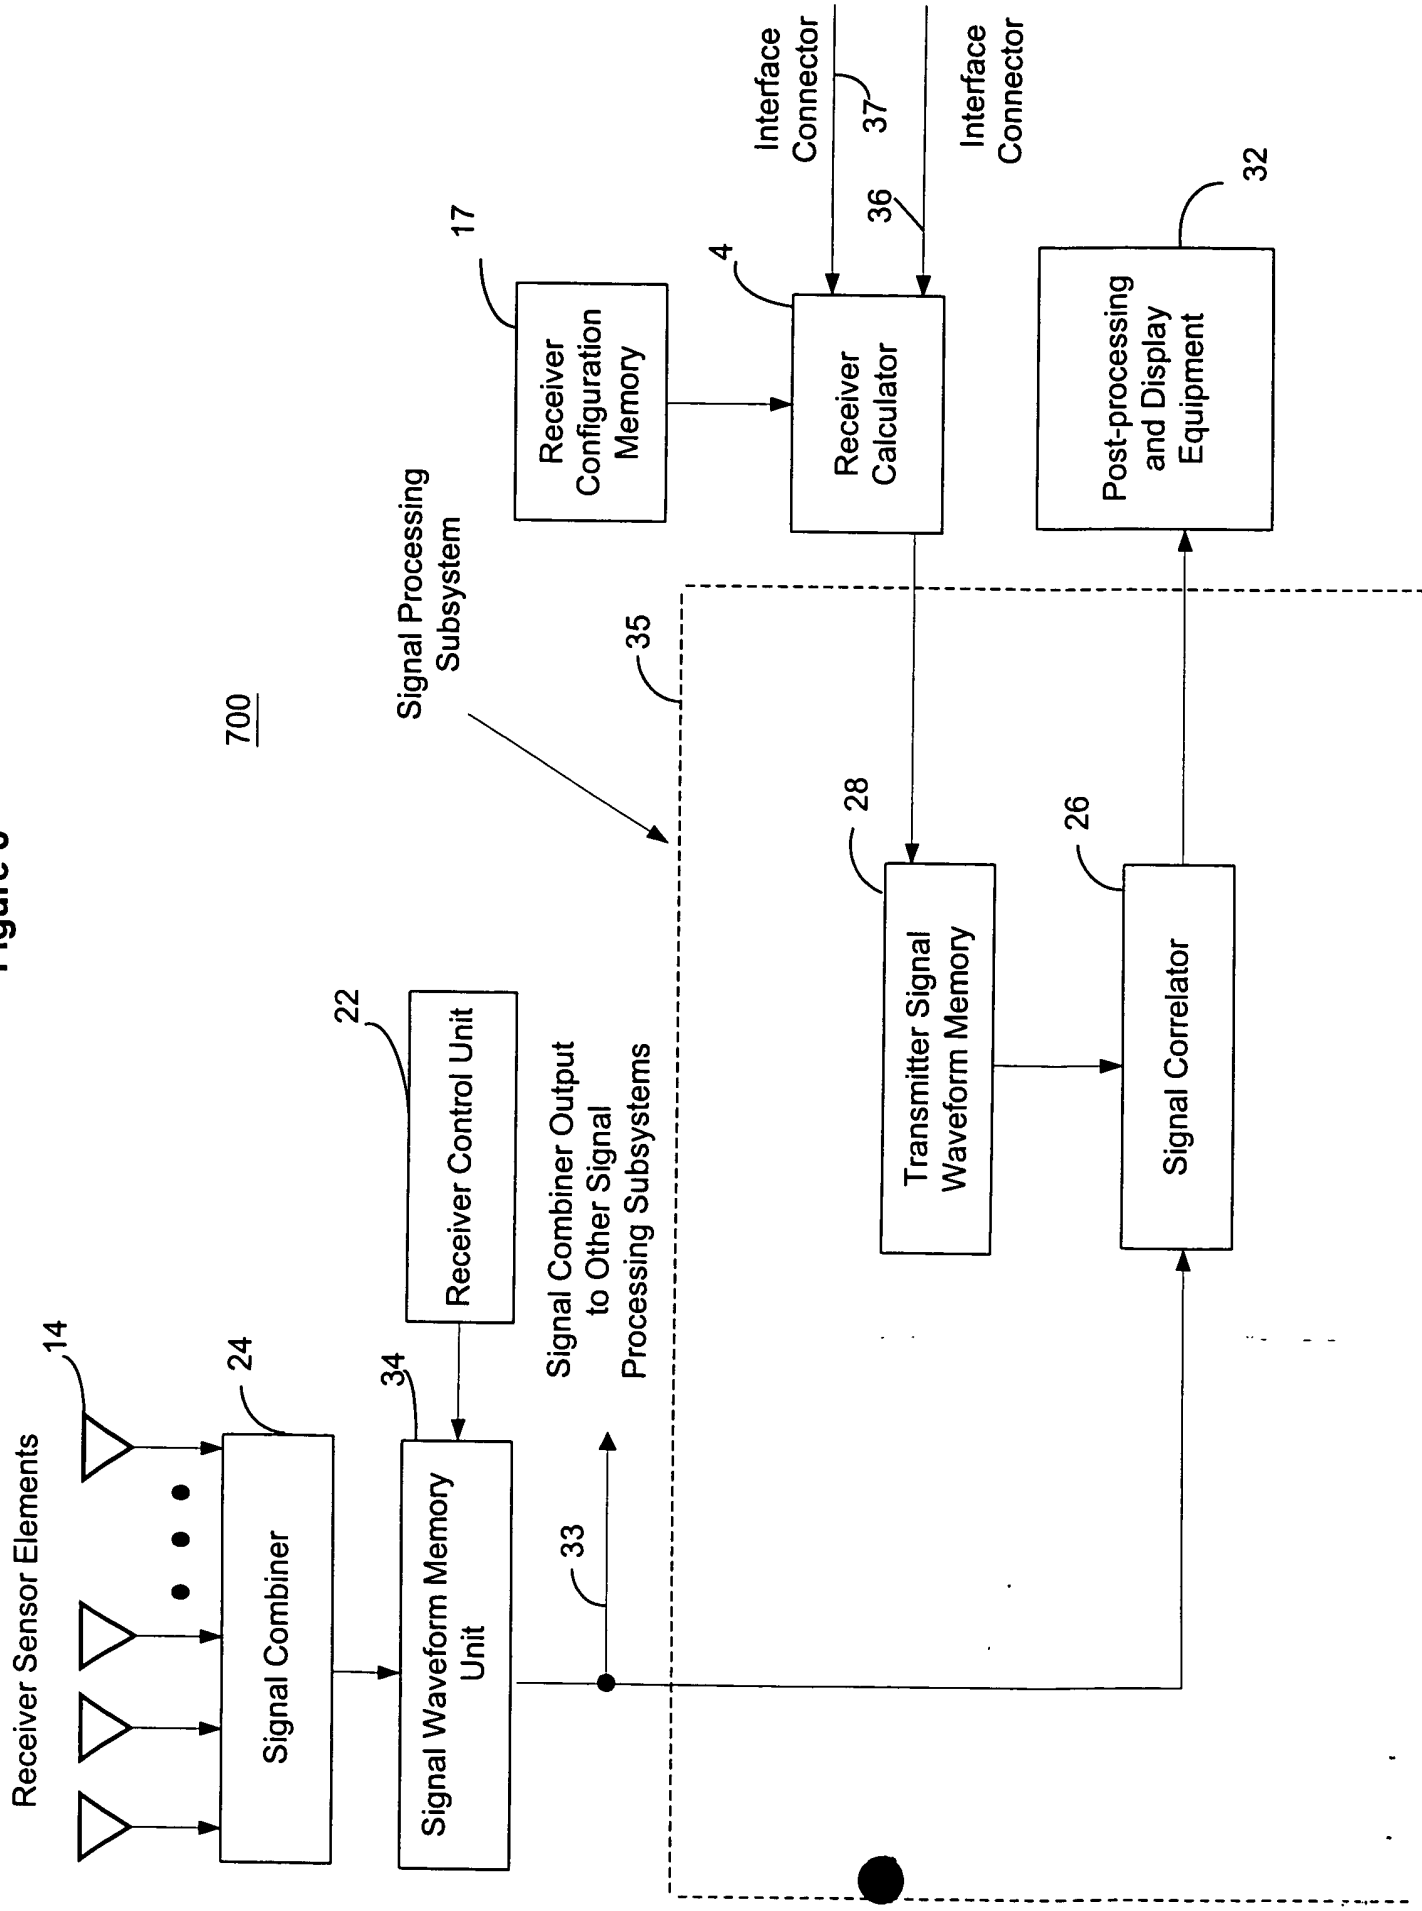 Figure
Receiver Sensor Elements
14
24
Signal Combiner
700
22
Receiver Control Unit
34
Signal Waveform Memory
Unit
17
Receiver
Configuration
Memory
Signal Processing
Subsystem
33
Signal Combiner Output
to Other Signal
Processing Subsystems
35
4
Receiver
Calculator
Interface
Connector
37
36
Interface
Connector
28
Transmitter Signal
Waveform Memory
26
Signal Correlator
Post-processing
and Display
Equipment
32